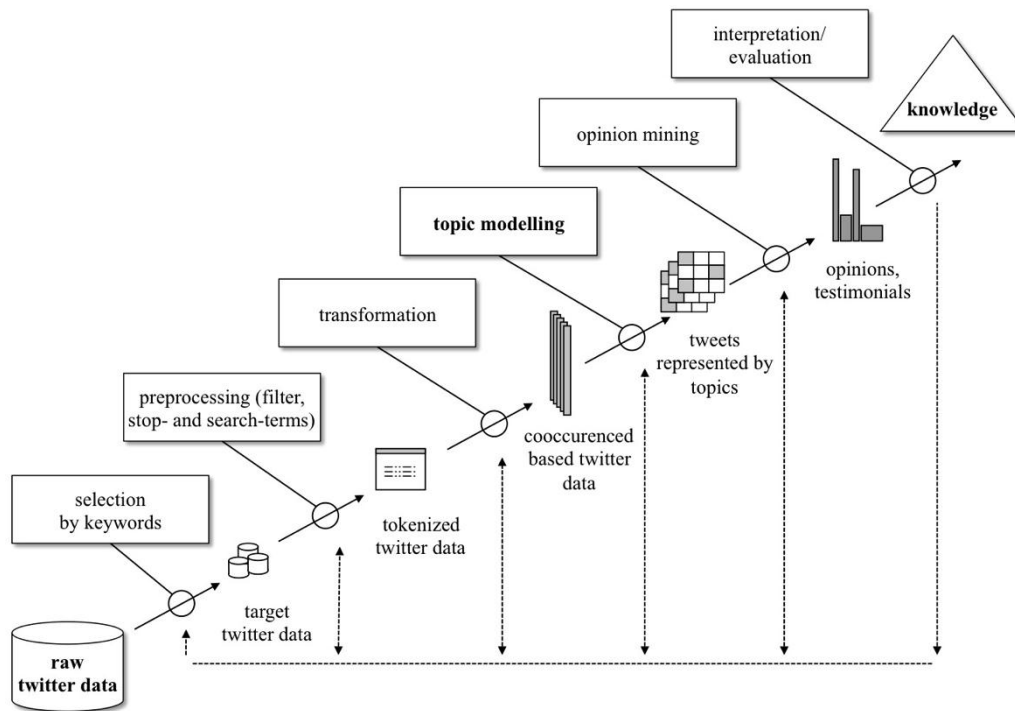 interpretation/
evaluation
knowledge
opinion mining
topic modelling
opinions,
testimonials
transformation
tweets
represented by
topics
preprocessing (filter,
stop- and search-terms)
cooccurenced
based twitter
data
selection
by keywords
tokenized
twitter data
target
twitter data
raw
twitter data